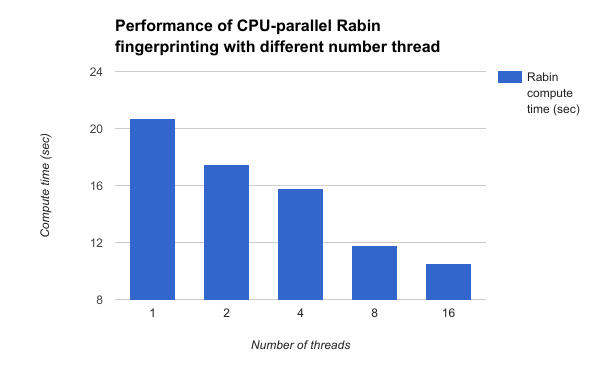 Performance of CPU-parallel Rabin
fingerprinting with different number thread
24
20
16
12
8
Compute time (sec)
1 2 4 8 16
Number of threads
Rabin
compute
time (sec)